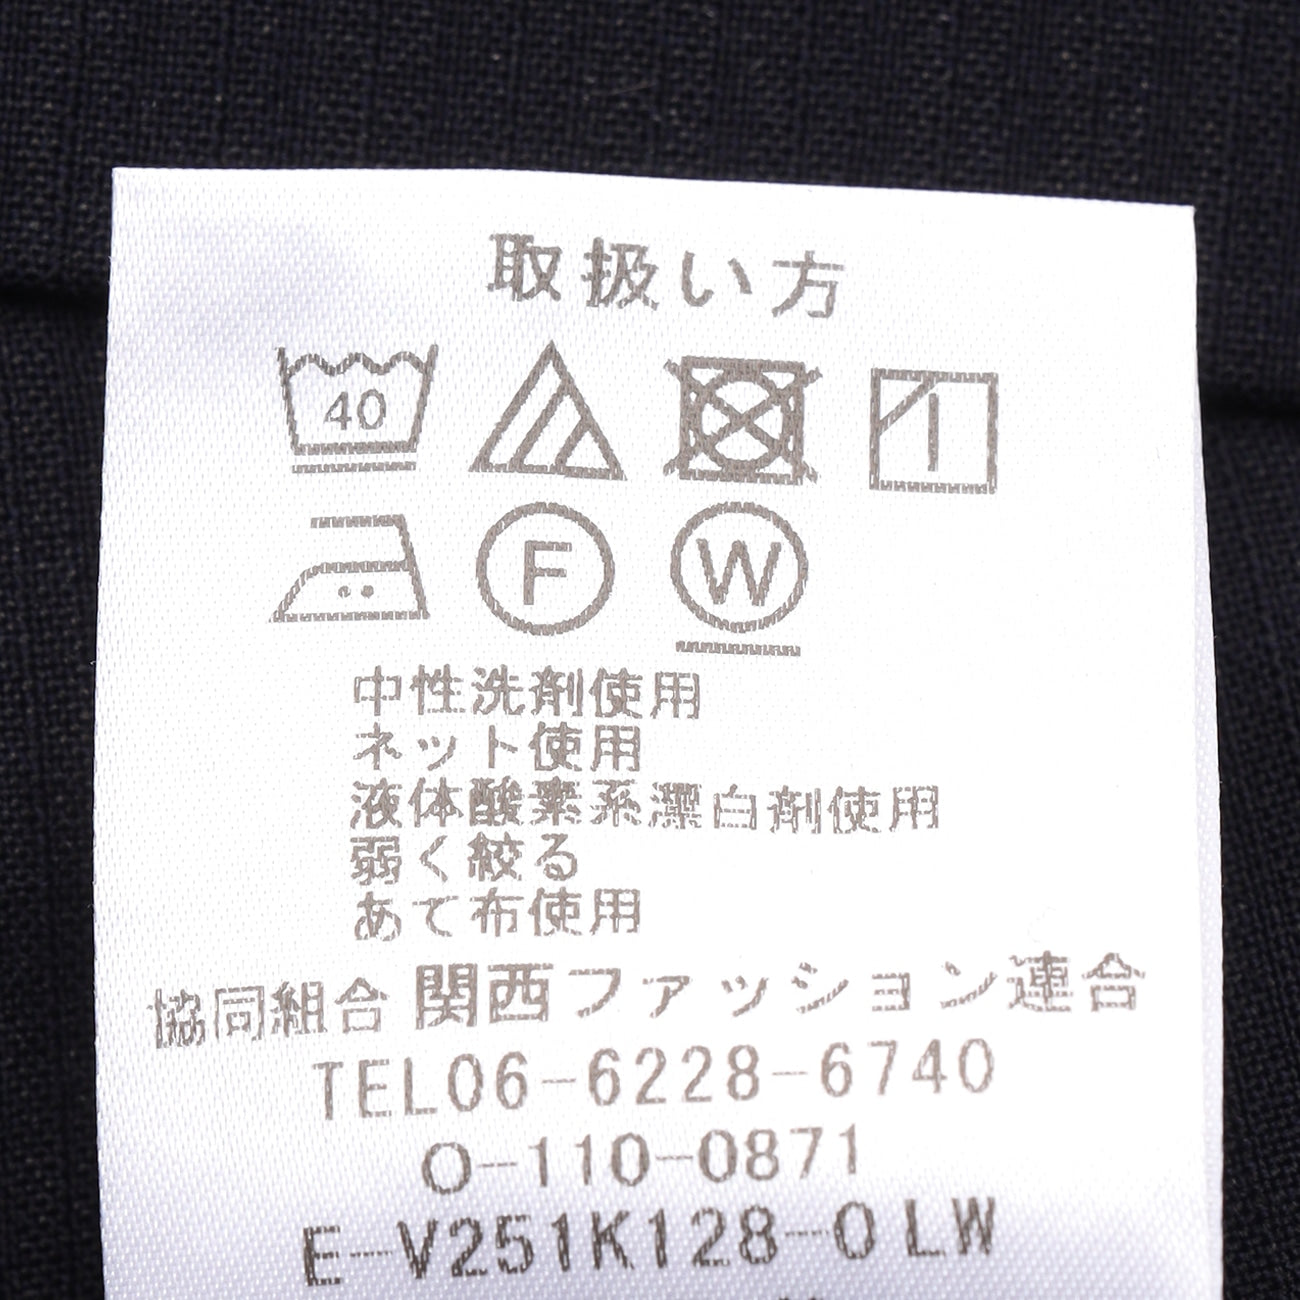 取扱い方
40
F W
中性洗剤使用
ネット使用
液体酸素系漂白剤使用
弱く絞る
あて布使用
協同組合 関西ファッション連合
TEL06-6228-6740
O-110-0871
E-V251K128-0LW